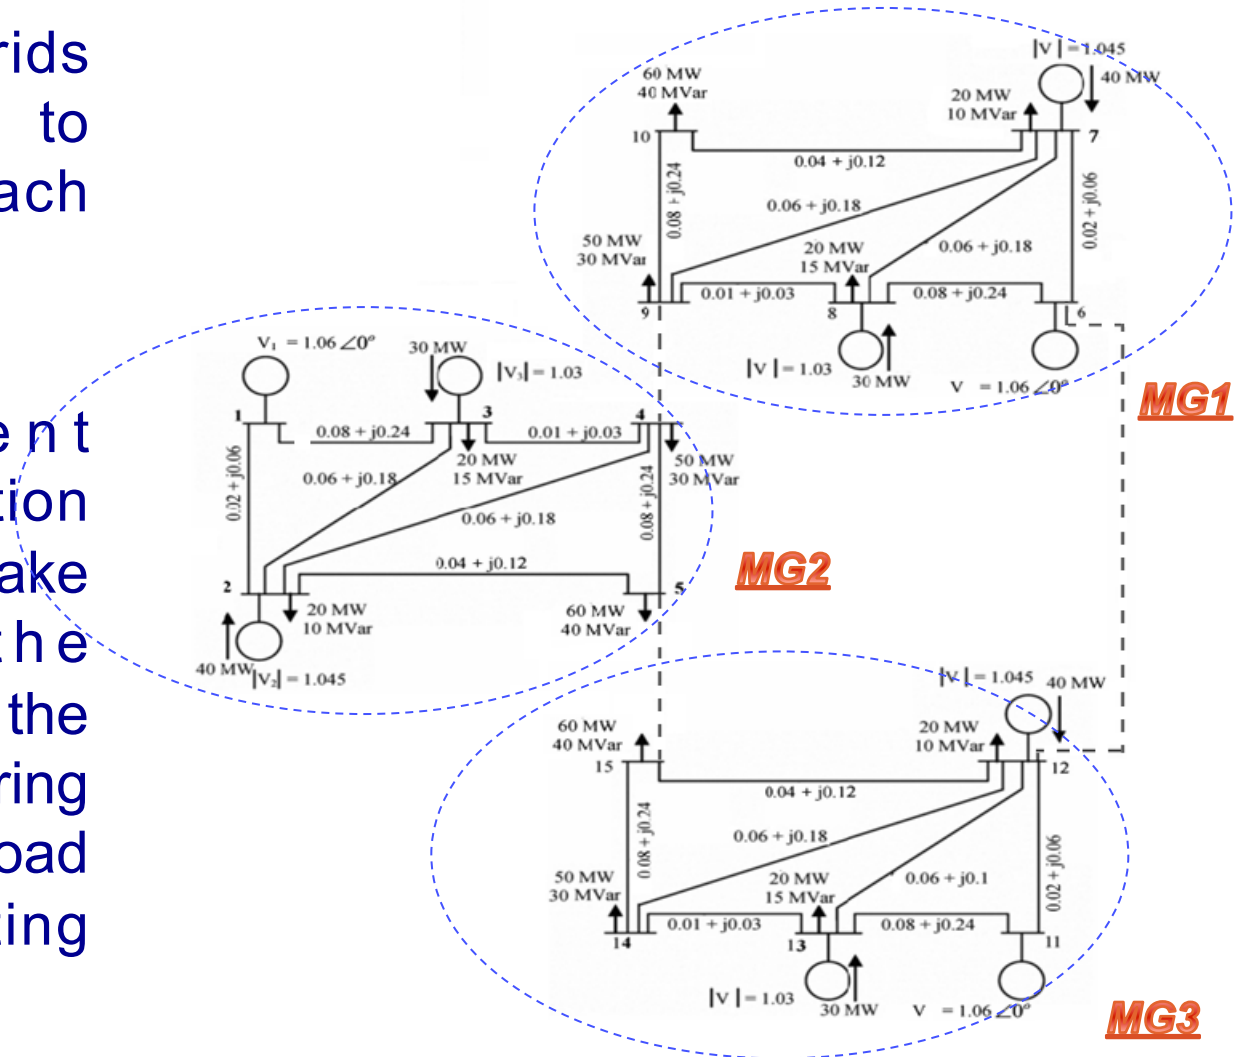 rids
to
ach
ent
tion
ake
the
the
ring
oad
ting
|V | = 1.045
40 MW
60 MW
40 MVar
20 MW
10 MVar
10
7
0.04 + j0.12
0.08 + j0.24
0.06 + j0.18
0.02 + j0.06
50 MW
30 MVar
20 MW
15 MVar
0.06 + j0.18
0.01 + j0.03
0.08 + j0.24
9
8
6
|V | = 1.03
30 MW
V = 1.06 ∠0°
MG1
V₁ = 1.06 ∠0°
30 MW
|V₃| = 1.03
1
3
4
0.08 + j0.24
0.01 + j0.03
20 MW
15 MVar
50 MW
30 MVar
0.02 + j0.06
0.06 + j0.18
0.06 + j0.18
0.08 + j0.24
0.04 + j0.12
2
5
20 MW
10 MVar
60 MW
40 MVar
40 MW
|V₂| = 1.045
MG2
|V | = 1.045
40 MW
60 MW
40 MVar
20 MW
10 MVar
15
12
0.04 + j0.12
0.08 + j0.24
0.06 + j0.18
0.02 + j0.06
50 MW
30 MVar
20 MW
15 MVar
0.06 + j0.1
0.01 + j0.03
0.08 + j0.24
14
13
11
|V | = 1.03
30 MW
V = 1.06 ∠0°
MG3